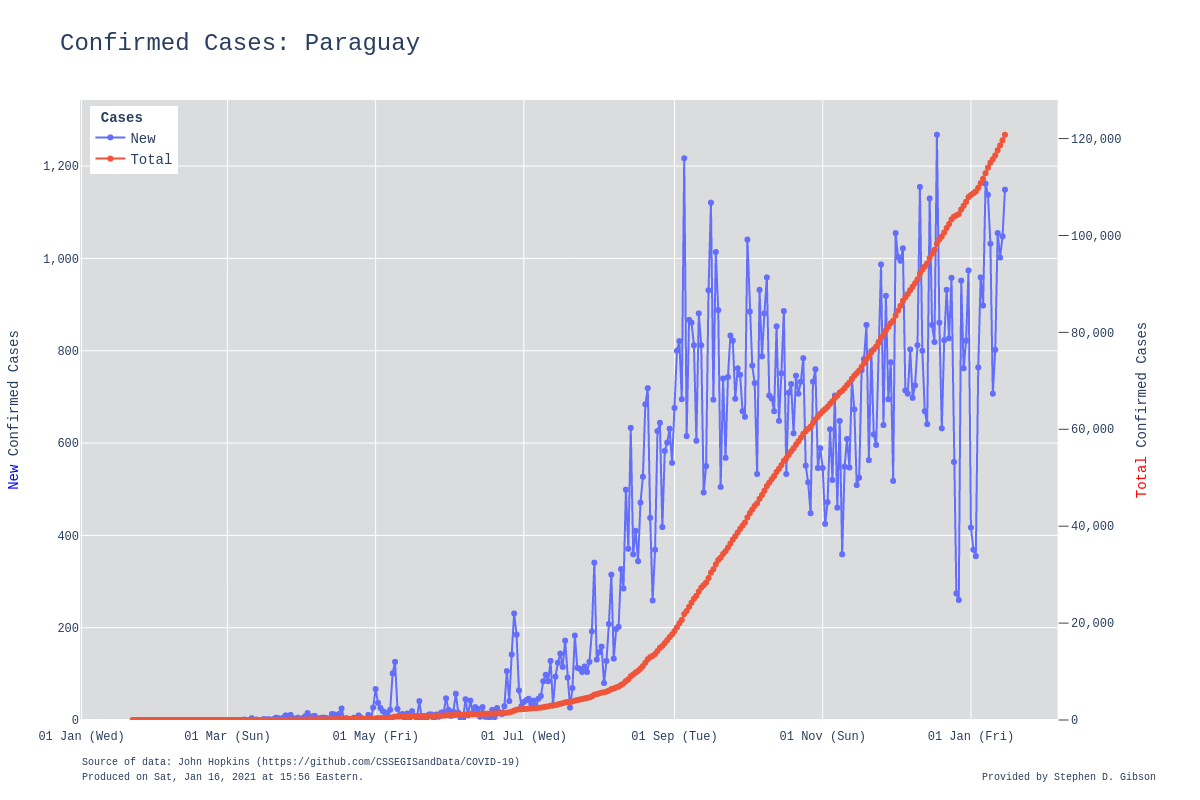 Confirmed Cases: Paraguay
Cases
New
Total
1,200
1,000
800
600
400
200
0
120,000
100,000
80,000
60,000
40,000
20,000
0
New Confirmed Cases
Total Confirmed Cases
01 Jan (Wed)
01 Mar (Sun)
01 May (Fri)
01 Jul (Wed)
01 Sep (Tue)
01 Nov (Sun)
01 Jan (Fri)
Source of data: John Hopkins (https://github.com/CSSEGISandData/COVID-19)
Produced on Sat, Jan 16, 2021 at 15:56 Eastern.
Provided by Stephen D. Gibson